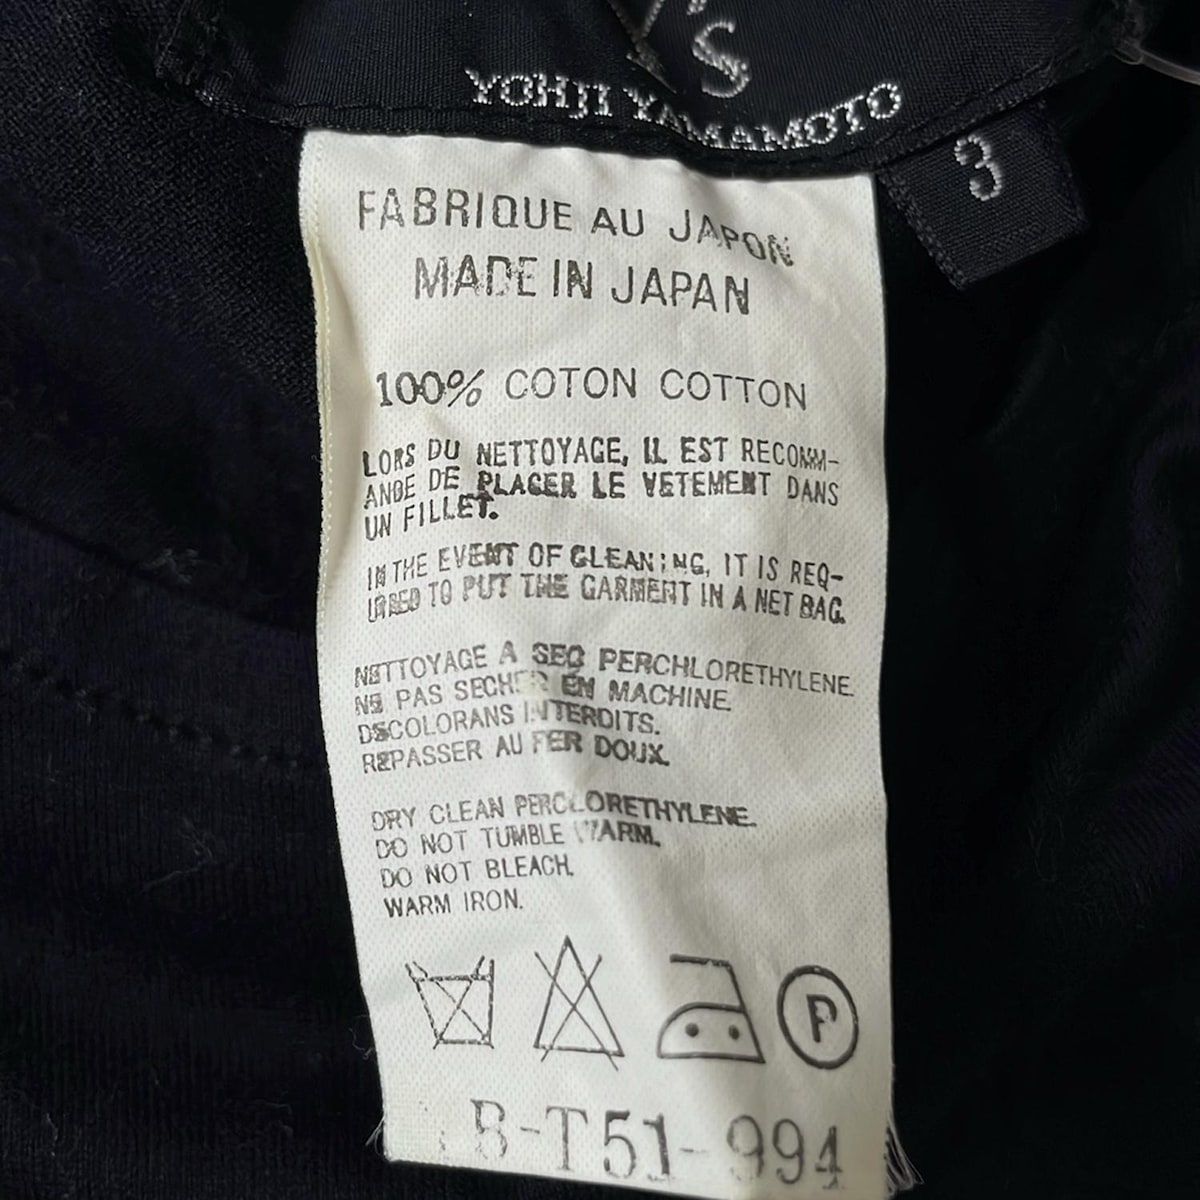 Y's
YOHJI YAMAMOTO
3
FABRIQUE AU JAPON
MADE IN JAPAN
100% COTON COTTON
LORS DU NETTOYAGE, IL EST RECOMM-
ANDE DE PLACER LE VETEMENT DANS
UN FILLET.
IN THE EVENT OF CLEANING, IT IS REQ-
UIRED TO PUT THE GARMENT IN A NET BAG.
NETTOYAGE A SEC PERCHLORETHYLENE.
NE PAS SECHER EN MACHINE.
DSCOLORANS INTERDITS.
REPASSER AU FER DOUX.
DRY CLEAN PERCLORETHYLENE.
DO NOT TUMBLE WARM.
DO NOT BLEACH.
WARM IRON.
P
B-T51-994